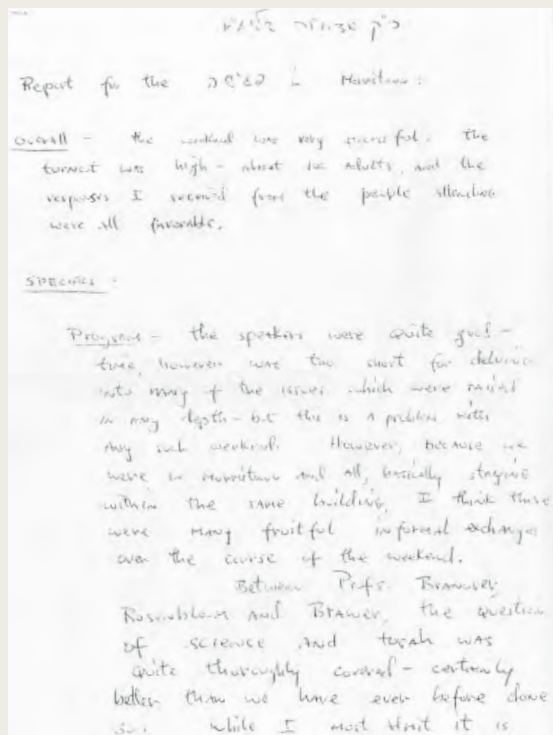 Report for the in Morristown:
Overall - the weekend was very successful. the
turnout was high - about adults, and the
responses I received from the people attending
were all favorable.
SPECIFICS -
Program - the speakers were quite good -
time, however was too short for delving
into many of the issues which were raised
in any depth - but this is a problem with
any such weekend. However, because we
were in Morristown and all, basically staying
within the same building, I think there
were many fruitful informal exchanges
over the course of the weekend.
Between Profs.
Rosenbloom AND Brawer, the question
of science AND torah was
quite thoroughly covered - certainly
better than we have ever before done
so. While I must admit it is